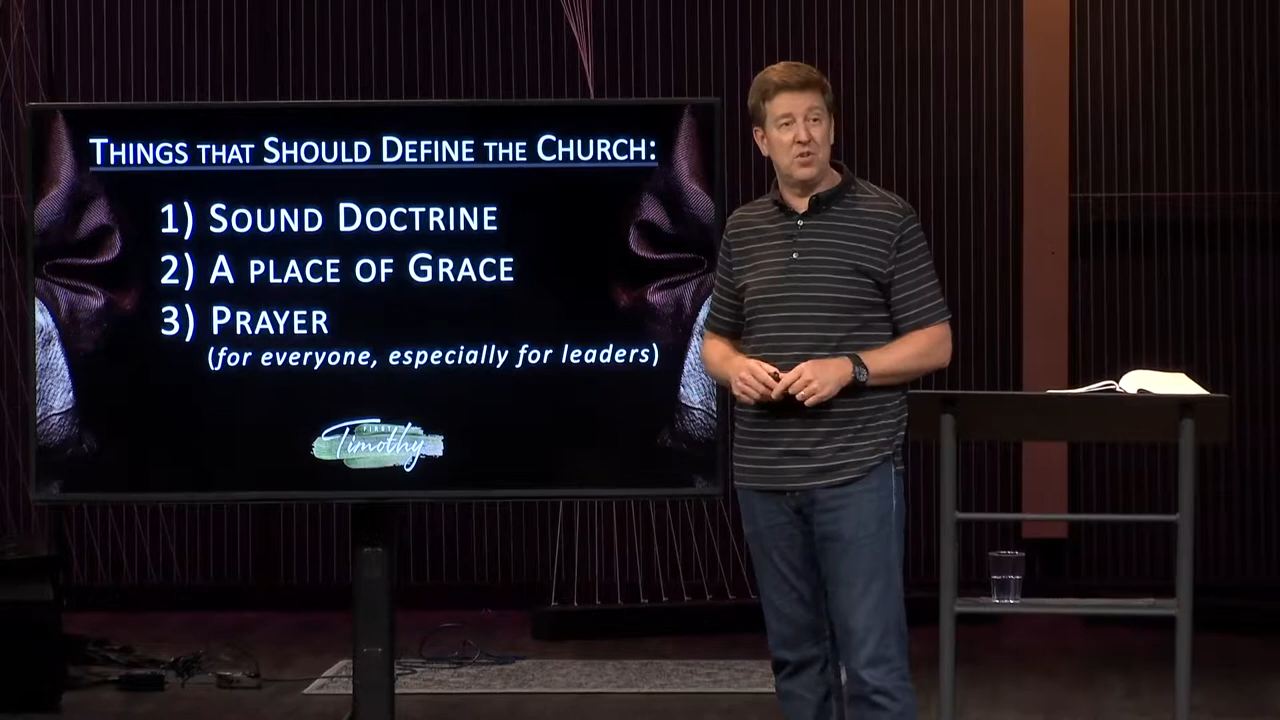 THINGS THAT SHOULD DEFINE THE CHURCH:
1) SOUND DOCTRINE
2) A PLACE OF GRACE
3) PRAYER
(for everyone, especially for leaders)
FIRST
Timothy